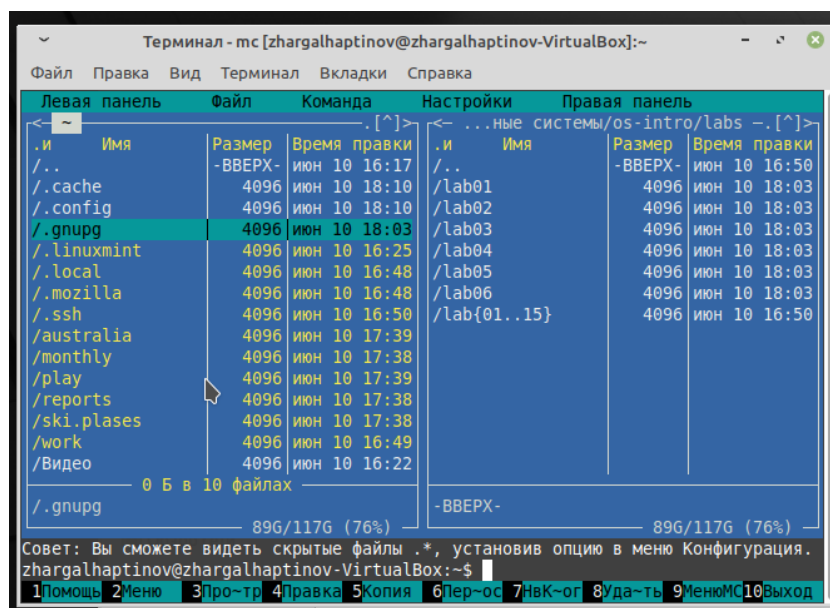 Терминал - mc [zhargalhaptinov@zhargalhaptinov-VirtualBox]:~
Файл Правка Вид Терминал Вкладки Справка
Левая панель Файл Команда Настройки Правая панель
<- ~ .[^]> <- ...ные системы/os-intro/labs -.[^]>
.и Имя Размер Время правки .и Имя Размер Время правки
/.. -ВВЕРХ- июн 10 16:17 /.. -ВВЕРХ- июн 10 16:50
/.cache 4096 июн 10 18:10 /lab01 4096 июн 10 18:03
/.config 4096 июн 10 18:10 /lab02 4096 июн 10 18:03
/.gnupg 4096 июн 10 18:03 /lab03 4096 июн 10 18:03
/.linuxmint 4096 июн 10 16:25 /lab04 4096 июн 10 18:03
/.local 4096 июн 10 16:48 /lab05 4096 июн 10 18:03
/.mozilla 4096 июн 10 16:48 /lab06 4096 июн 10 18:03
/.ssh 4096 июн 10 16:50 /lab{01..15} 4096 июн 10 16:50
/australia 4096 июн 10 17:39
/monthly 4096 июн 10 17:38
/play 4096 июн 10 17:39
/reports 4096 июн 10 17:38
/ski.plases 4096 июн 10 17:38
/work 4096 июн 10 16:49
/Видео 4096 июн 10 16:22
0 Б в 10 файлах
/.gnupg -ВВЕРХ-
89G/117G (76%) 89G/117G (76%)
Совет: Вы сможете видеть скрытые файлы .*, установив опцию в меню Конфигурация.
zhargalhaptinov@zhargalhaptinov-VirtualBox:~$
1Помощь 2Меню 3Про~тр 4Правка 5Копия 6Пер~ос 7НвК~ог 8Уда~ть 9МенюМС 10Выход